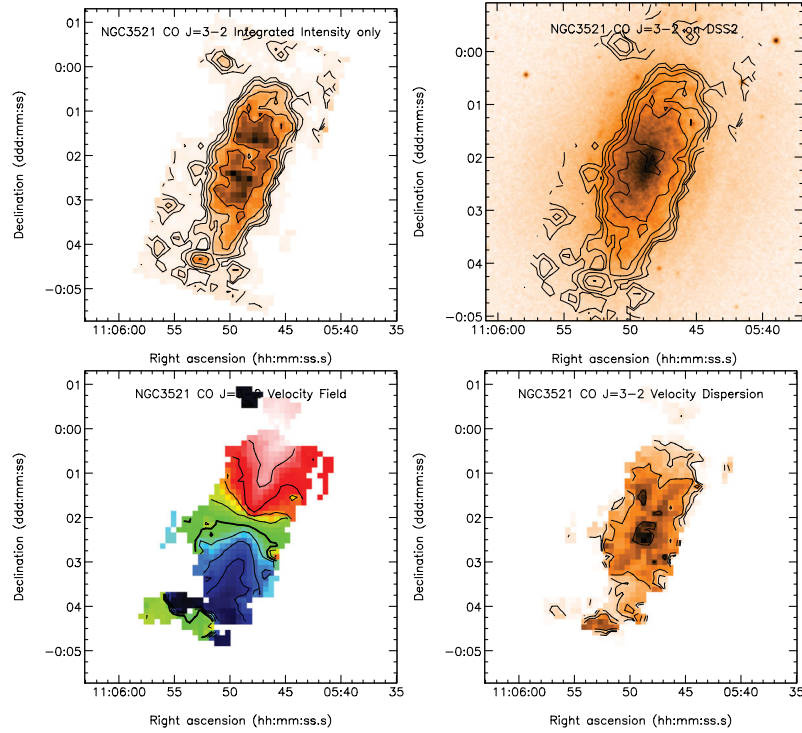 NGC3521 CO J=3-2 Integrated Intensity only
NGC3521 CO J=3-2 on DSS2
Declination (ddd:mm:ss)
01
0:00
01
02
03
04
-0:05
11:06:00 55 50 45 05:40 35
Right ascension (hh:mm:ss.s)
Declination (ddd:mm:ss)
0:00
01
02
03
04
-0:05
11:06:00 55 50 45 05:40
Right ascension (hh:mm:ss.s)
NGC3521 CO Velocity Field
NGC3521 CO J=3-2 Velocity Dispersion
Declination (ddd:mm:ss)
01
0:00
01
02
03
04
-0:05
11:06:00 55 50 45 05:40 35
Right ascension (hh:mm:ss.s)
Declination (ddd:mm:ss)
01
0:00
01
02
03
04
-0:05
11:06:00 55 50 45 05:40 35
Right ascension (hh:mm:ss.s)